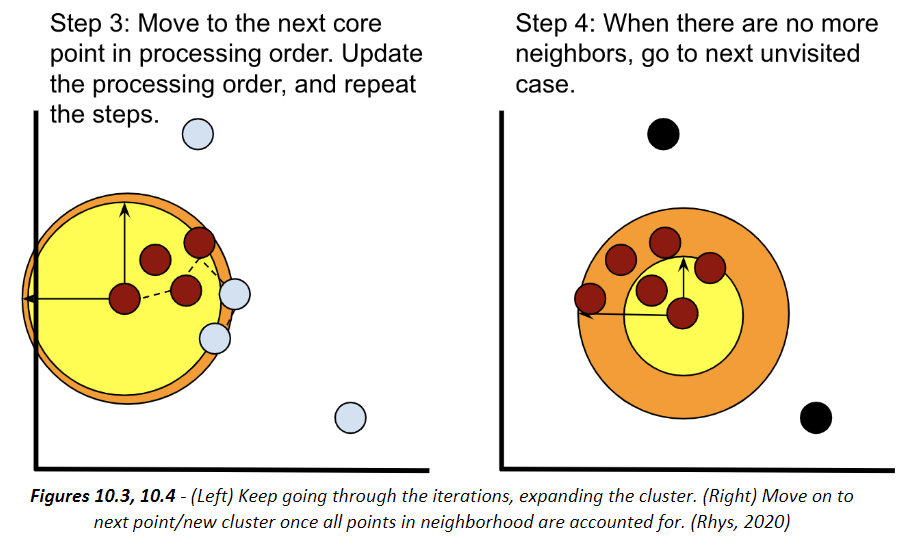 Step 3: Move to the next core
point in processing order. Update
the processing order, and repeat
the steps.
Step 4: When there are no more
neighbors, go to next unvisited
case.
Figures 10.3, 10.4 - (Left) Keep going through the iterations, expanding the cluster. (Right) Move on to
next point/new cluster once all points in neighborhood are accounted for. (Rhys, 2020)